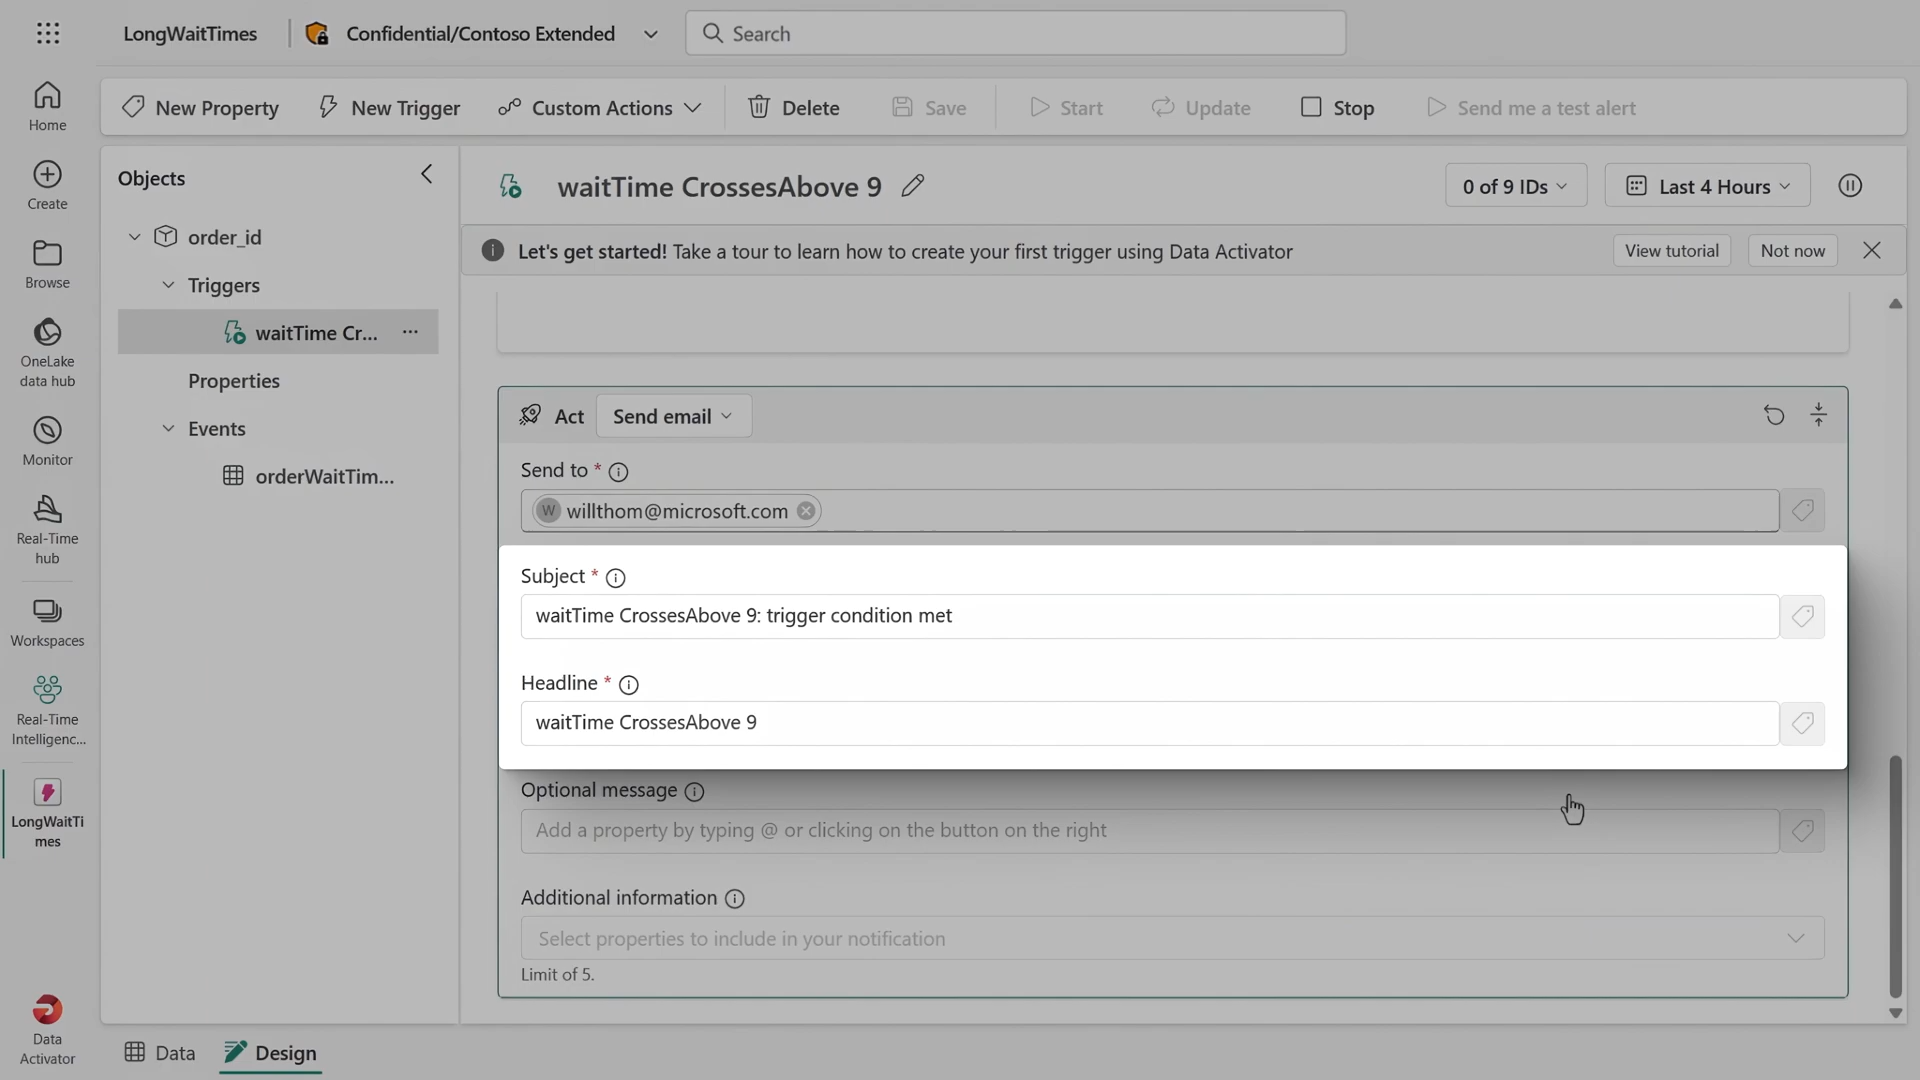 LongWaitTimes
Confidential/Contoso Extended
Search
New Property
New Trigger
Custom Actions
Delete
Save
Start
Update
Stop
Send me a test alert
Home
Create
Browse
OneLake
data hub
Monitor
Real-Time
hub
Workspaces
Real-Time
Intelligenc...
LongWaitTi
mes
Data
Activator
Objects
order_id
Triggers
waitTime Cr...
Properties
Events
orderWaitTim...
waitTime CrossesAbove 9
0 of 9 IDs
Last 4 Hours
Let's get started! Take a tour to learn how to create your first trigger using Data Activator
View tutorial
Not now
Act
Send email
Send to *
W willthom@microsoft.com
Subject *
waitTime CrossesAbove 9: trigger condition met
Headline *
waitTime CrossesAbove 9
Optional message
Add a property by typing @ or clicking on the button on the right
Additional information
Select properties to include in your notification
Limit of 5.
Data
Design